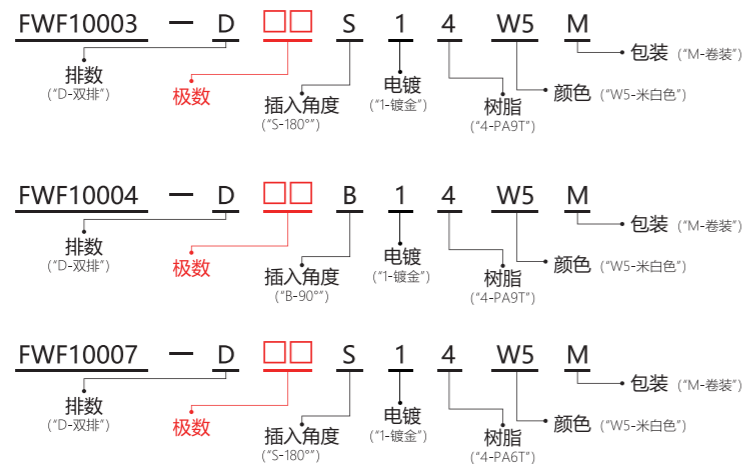 FWF10003 — D □□ S 1 4 W5 M
包装 ("M-卷装")
排数
("D-双排")
极数
插入角度
("S-180°")
电镀
("1-镀金")
树脂
("4-PA9T")
颜色 ("W5-米白色")
FWF10004 — D □□ B 1 4 W5 M
包装 ("M-卷装")
排数
("D-双排")
极数
插入角度
("B-90°")
电镀
("1-镀金")
树脂
("4-PA9T")
颜色 ("W5-米白色")
FWF10007 — D □□ S 1 4 W5 M
包装 ("M-卷装")
排数
("D-双排")
极数
插入角度
("S-180°")
电镀
("1-镀金")
树脂
("4-PA6T")
颜色 ("W5-米白色")